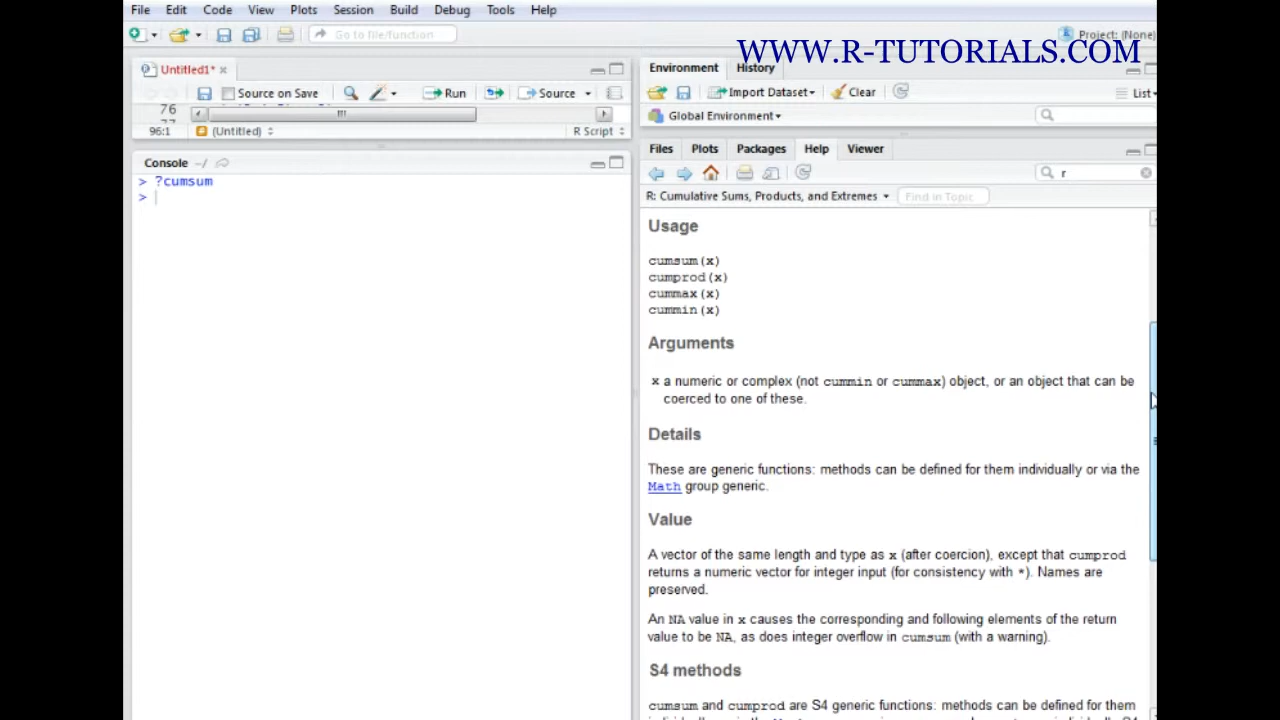 File Edit Code View Plots Session Build Debug Tools Help
Go to file/function
Project: (None)
WWW.R-TUTORIALS.COM
Untitled1*
Source on Save Run Source
76
96:1 (Untitled) R Script
Console ~/
> ?cumsum
>
Environment History
Import Dataset Clear List
Global Environment
Files Plots Packages Help Viewer
r
R: Cumulative Sums, Products, and Extremes Find in Topic
Usage
cumsum(x)
cumprod(x)
cummax(x)
cummin(x)
Arguments
x a numeric or complex (not cummin or cummax) object, or an object that can be
coerced to one of these.
Details
These are generic functions: methods can be defined for them individually or via the
Math group generic.
Value
A vector of the same length and type as x (after coercion), except that cumprod
returns a numeric vector for integer input (for consistency with *). Names are
preserved.
An NA value in x causes the corresponding and following elements of the return
value to be NA, as does integer overflow in cumsum (with a warning).
S4 methods
cumsum and cumprod are S4 generic functions: methods can be defined for them